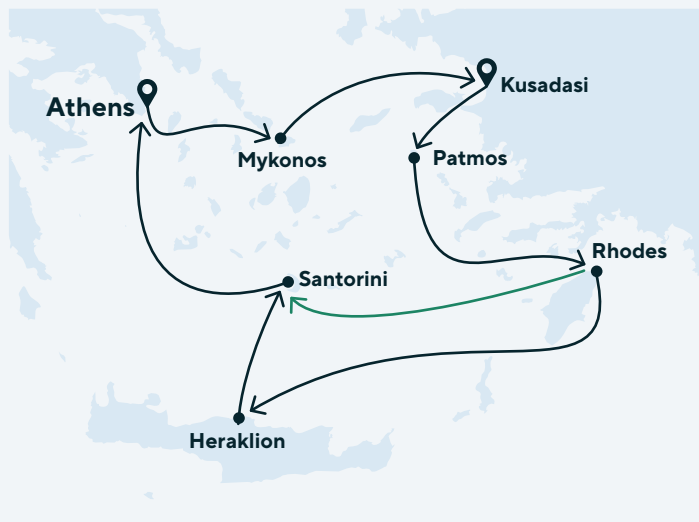 Athens
Mykonos
Kusadasi
Patmos
Rhodes
Santorini
Heraklion